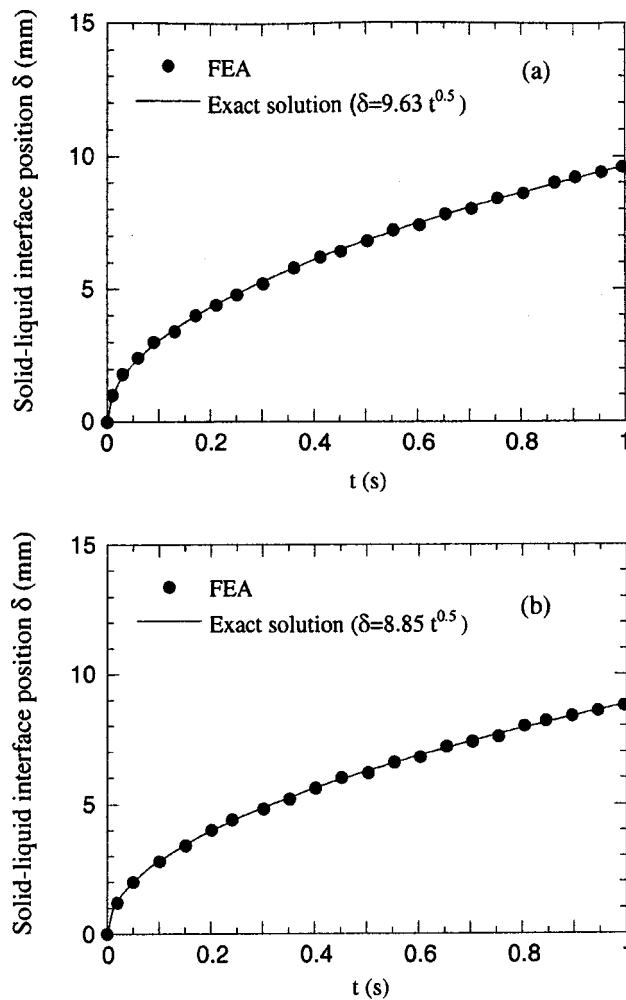 15
FEA
(a)
Exact solution (δ=9.63 t^0.5)
10
5
0
Solid-liquid interface position δ (mm)
0 0.2 0.4 0.6 0.8 1
t (s)
15
FEA
(b)
Exact solution (δ=8.85 t^0.5)
10
5
0
Solid-liquid interface position δ (mm)
0 0.2 0.4 0.6 0.8 1
t (s)